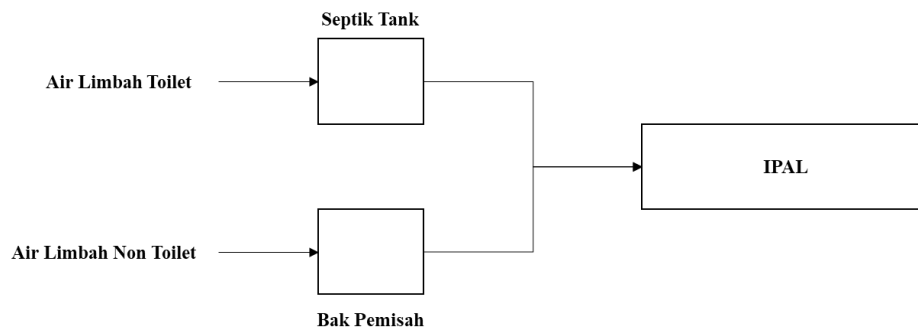 Septik Tank
Air Limbah Toilet
IPAL
Air Limbah Non Toilet
Bak Pemisah